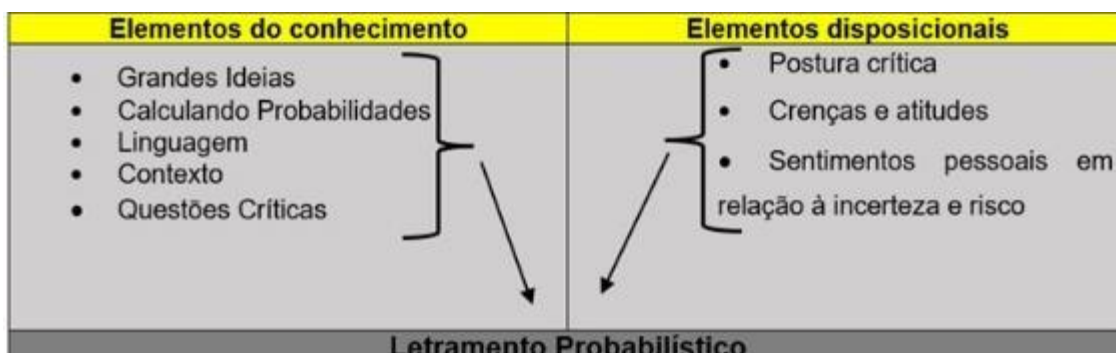 Elementos do conhecimento
• Grandes Ideias
• Calculando Probabilidades
• Linguagem
• Contexto
• Questões Críticas
Elementos disposicionais
• Postura crítica
• Crenças e atitudes
• Sentimentos pessoais em
relação à incerteza e risco
Letramento Probabilístico